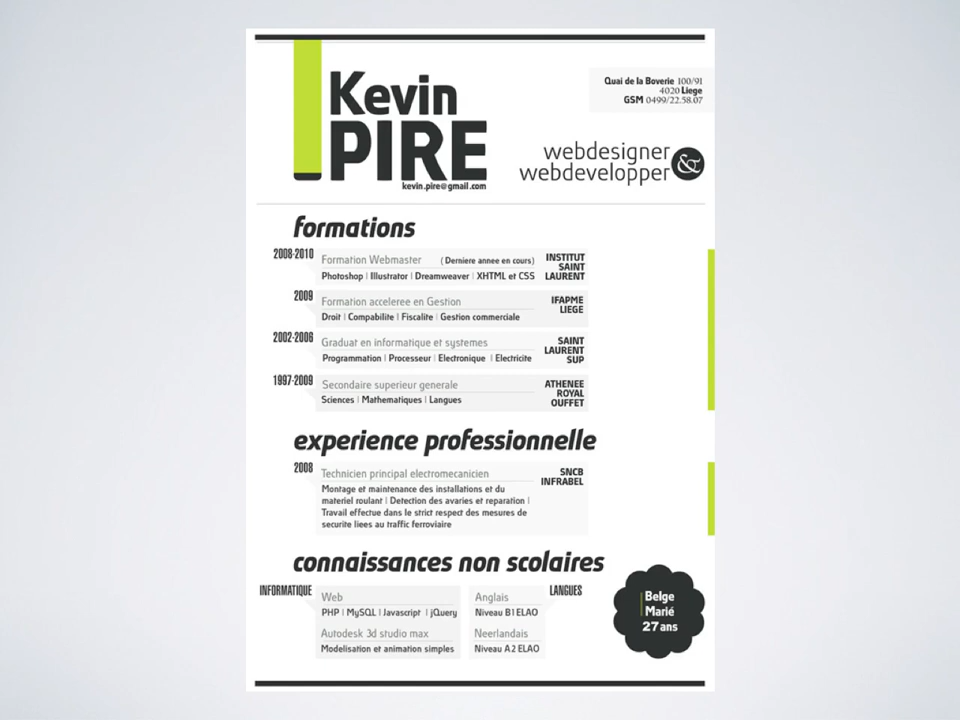 Kevin
PIRE
kevin.pire@gmail.com
Quai de la Boverie 100/91
4020 Liege
GSM 0499/22.58.07
webdesigner &
webdevelopper
formations
2008-2010
Formation Webmaster (Derniere annee en cours)
Photoshop | Illustrator | Dreamweaver | XHTML et CSS
INSTITUT
SAINT
LAURENT
2009
Formation acceleree en Gestion
Droit | Compabilite | Fiscalite | Gestion commerciale
IFAPME
LIEGE
2002-2006
Graduat en informatique et systemes
Programmation | Processeur | Electronique | Electricite
SAINT
LAURENT
SUP
1997-2009
Secondaire superieur generale
Sciences | Mathematiques | Langues
ATHENEE
ROYAL
OUFFET
experience professionnelle
2008
Technicien principal electromecanicien
Montage et maintenance des installations et du
materiel roulant | Detection des avaries et reparation |
Travail effectue dans le strict respect des mesures de
securite liees au traffic ferroviaire
SNCB
INFRABEL
connaissances non scolaires
INFORMATIQUE
Web
PHP | MySQL | Javascript | jQuery
Autodesk 3d studio max
Modelisation et animation simples
LANGUES
Anglais
Niveau B1 ELAO
Neerlandais
Niveau A2 ELAO
Belge
Marié
27 ans